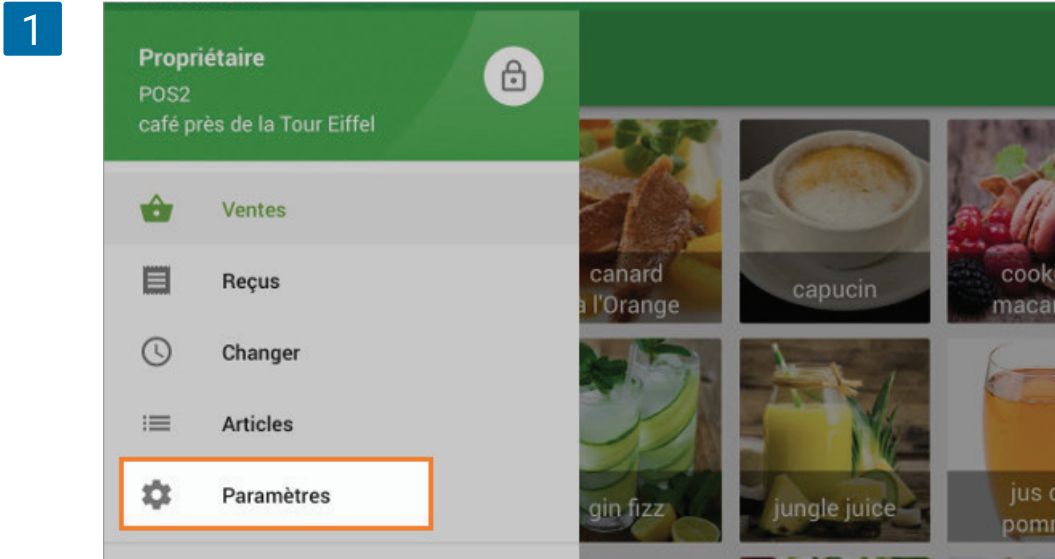 1
Propriétaire
POS2
café près de la Tour Eiffel
Ventes
Reçus
Changer
Articles
Paramètres
canard
à l'Orange
capucin
gin fizz
jungle juice
jus